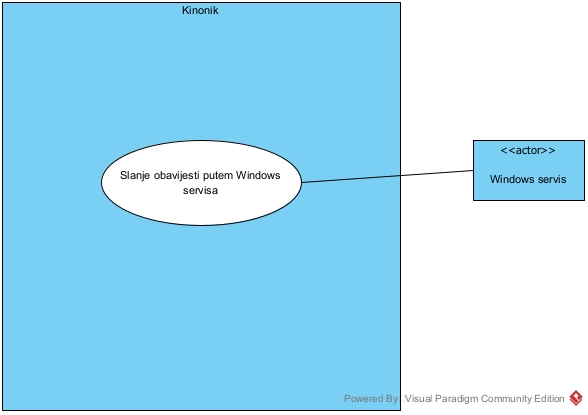 Kinonik
Slanje obavijesti putem Windows
servisa
<<actor>>
Windows servis
Powered By Visual Paradigm Community Edition